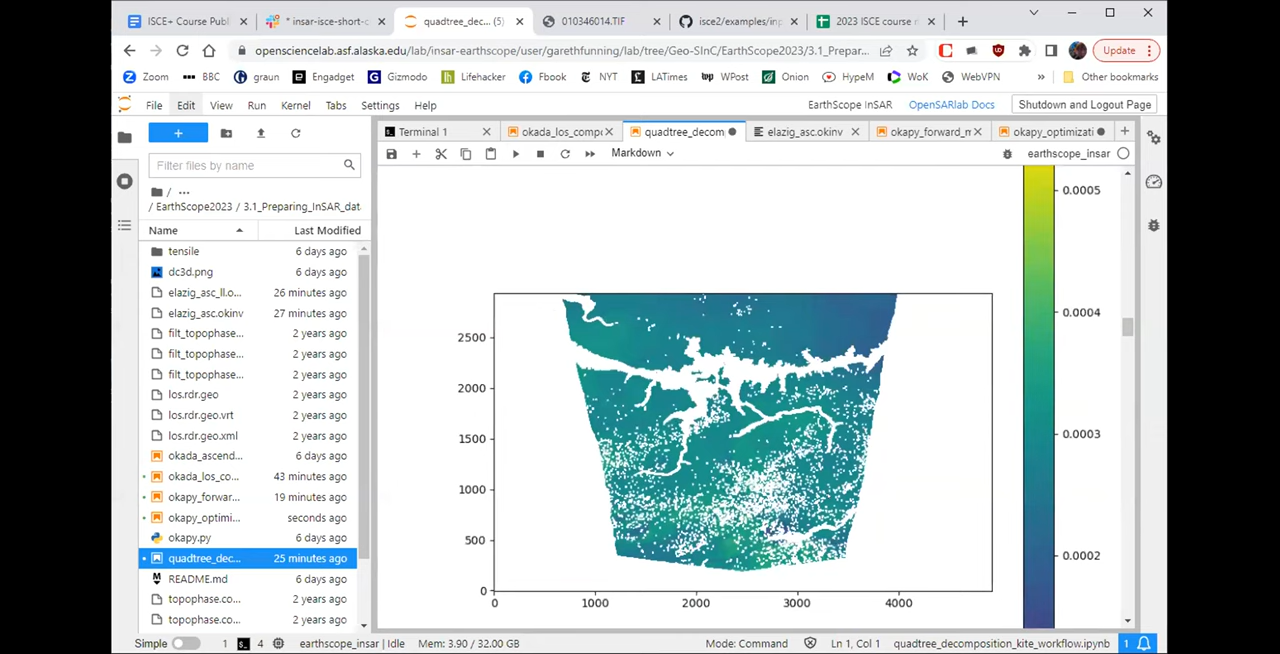 ISCE+ Course Publ
* insar-isce-short-c
quadtree_dec... (5)
010346014.TIF
isce2/examples/inp
2023 ISCE course r
openscienclab.asf.alaska.edu/lab/insar-earthscope/user/garethfunning/lab/tree/Geo-SInC/EarthScope2023/3.1_Prepar...
Update
Zoom
BBC
graun
Engadget
Gizmodo
Lifehacker
Fbook
NYT
LATimes
WPost
Onion
HypeM
WoK
WebVPN
»
Other bookmarks
File
Edit
View
Run
Kernel
Tabs
Settings
Help
EarthScope InSAR
OpenSARlab Docs
Shutdown and Logout Page
Terminal 1
okada_los_compc
quadtree_decom
elazig_asc.okinv
okapy_forward_m
okapy_optimizati
Markdown
earthscope_insar
Filter files by name
/ ...
/ EarthScope2023 / 3.1_Preparing_InSAR_data
Name
Last Modified
tensile 6 days ago
dc3d.png 6 days ago
elazig_asc_ll.o... 26 minutes ago
elazig_asc.okinv 27 minutes ago
filt_topophase... 2 years ago
filt_topophase... 2 years ago
filt_topophase... 2 years ago
los.rdr.geo 2 years ago
los.rdr.geo.vrt 2 years ago
los.rdr.geo.xml 2 years ago
okada_ascend... 6 days ago
okada_los_co... 43 minutes ago
okapy_forwar... 19 minutes ago
okapy_optimi... seconds ago
okapy.py 6 days ago
quadtree_dec... 25 minutes ago
README.md 6 days ago
topophase.co... 2 years ago
topophase.co... 2 years ago
0.0005
0.0004
0.0003
0.0002
2500
2000
1500
1000
500
0
0 1000 2000 3000 4000
Simple
1
4
earthscope_insar | Idle
Mem: 3.90 / 32.00 GB
Mode: Command
Ln 1, Col 1
quadtree_decomposition_kite_workflow.ipynb
1